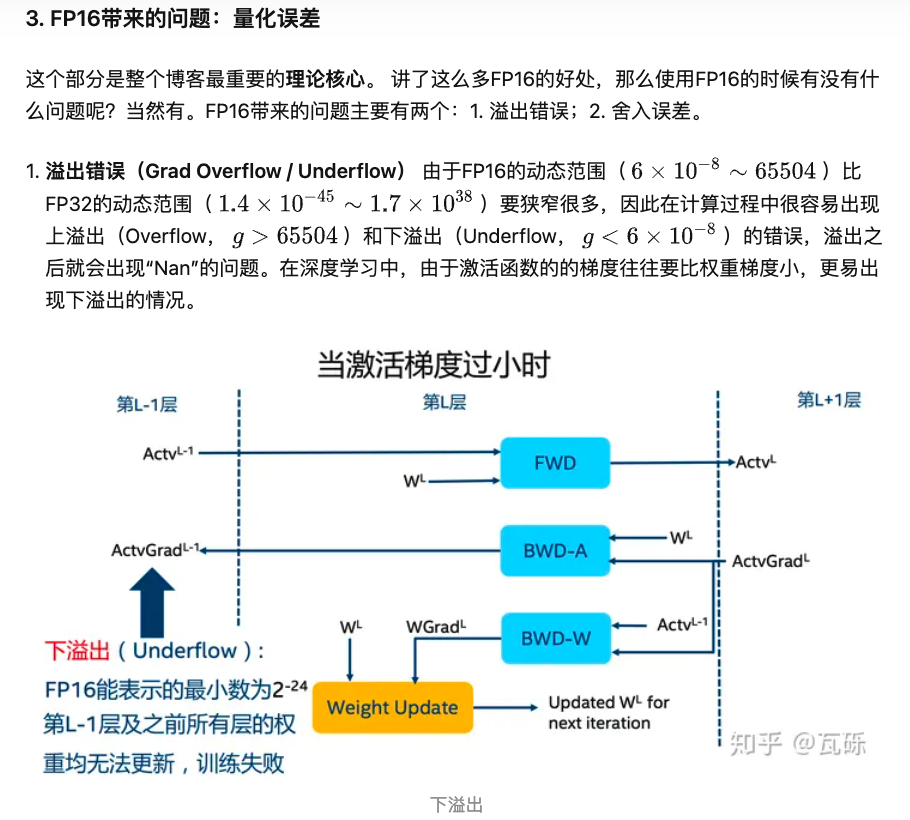 3. FP16带来的问题：量化误差
这个部分是整个博客最重要的理论核心。 讲了这么多FP16的好处，那么使用FP16的时候有没有什
么问题呢？当然有。FP16带来的问题主要有两个：1. 溢出错误；2. 舍入误差。
1. 溢出错误（Grad Overflow / Underflow） 由于FP16的动态范围（ 6 × 10⁻⁸ ∼ 65504 ）比
FP32的动态范围（ 1.4 × 10⁻⁴⁵ ∼ 1.7 × 10³⁸ ）要狭窄很多，因此在计算过程中很容易出现
上溢出（Overflow， g > 65504 ）和下溢出（Underflow， g < 6 × 10⁻⁸ ）的错误，溢出之
后就会出现“Nan”的问题。在深度学习中，由于激活函数的的梯度往往要比权重梯度小，更易出
现下溢出的情况。
当激活梯度过小时
第L-1层 第L层 第L+1层
Actvᴸ⁻¹ FWD Actvᴸ
Wᴸ
ActvGradᴸ⁻¹ BWD-A Wᴸ
ActvGradᴸ
Wᴸ WGradᴸ BWD-W Actvᴸ⁻¹
下溢出（Underflow）：
FP16能表示的最小数为2⁻²⁴
第L-1层及之前所有层的权
重均无法更新，训练失败
Weight Update
Updated Wᴸ for
next iteration
知乎 @瓦砾
下溢出